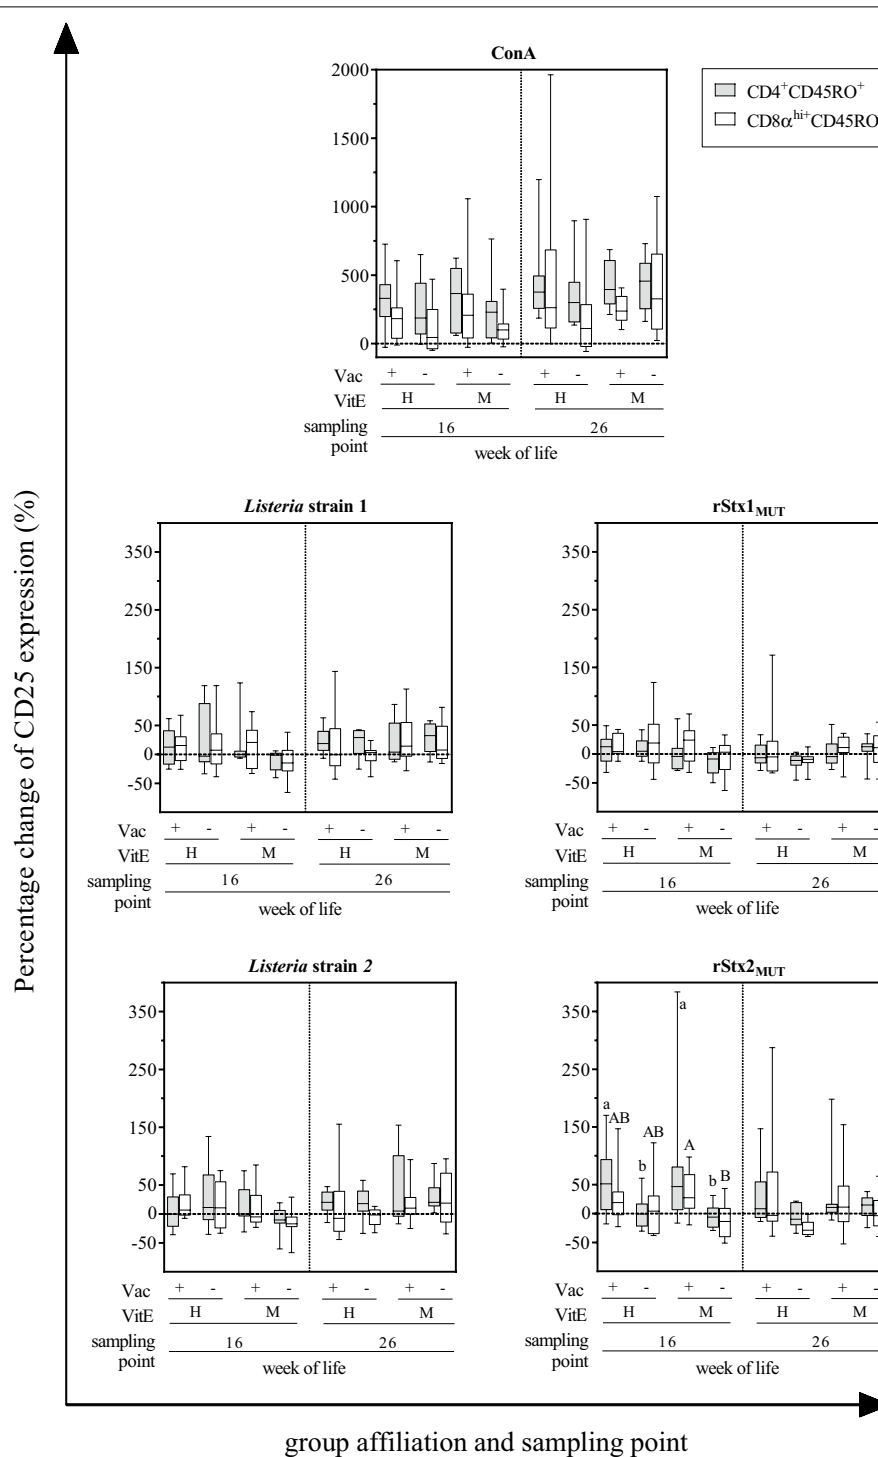 ConA
2000
1500
1000
500
0
CD4⁺CD45RO⁺
CD8α^hi+CD45RO
Vac + - + - + - + -
VitE H M H M
sampling point 16 26
week of life
Percentage change of CD25 expression (%)
Listeria strain 1
350
250
150
50
0
-50
Vac + - + - + - + -
VitE H M H M
sampling point 16 26
week of life
rStx1MUT
350
250
150
50
0
-50
Vac + - + - + - + -
VitE H M H M
sampling point 16 26
week of life
Listeria strain 2
350
250
150
50
0
-50
Vac + - + - + - + -
VitE H M H M
sampling point 16 26
week of life
rStx2MUT
350
250
150
50
0
-50
a AB b AB a A b B
Vac + - + - + - + -
VitE H M H M
sampling point 16 26
week of life
group affiliation and sampling point